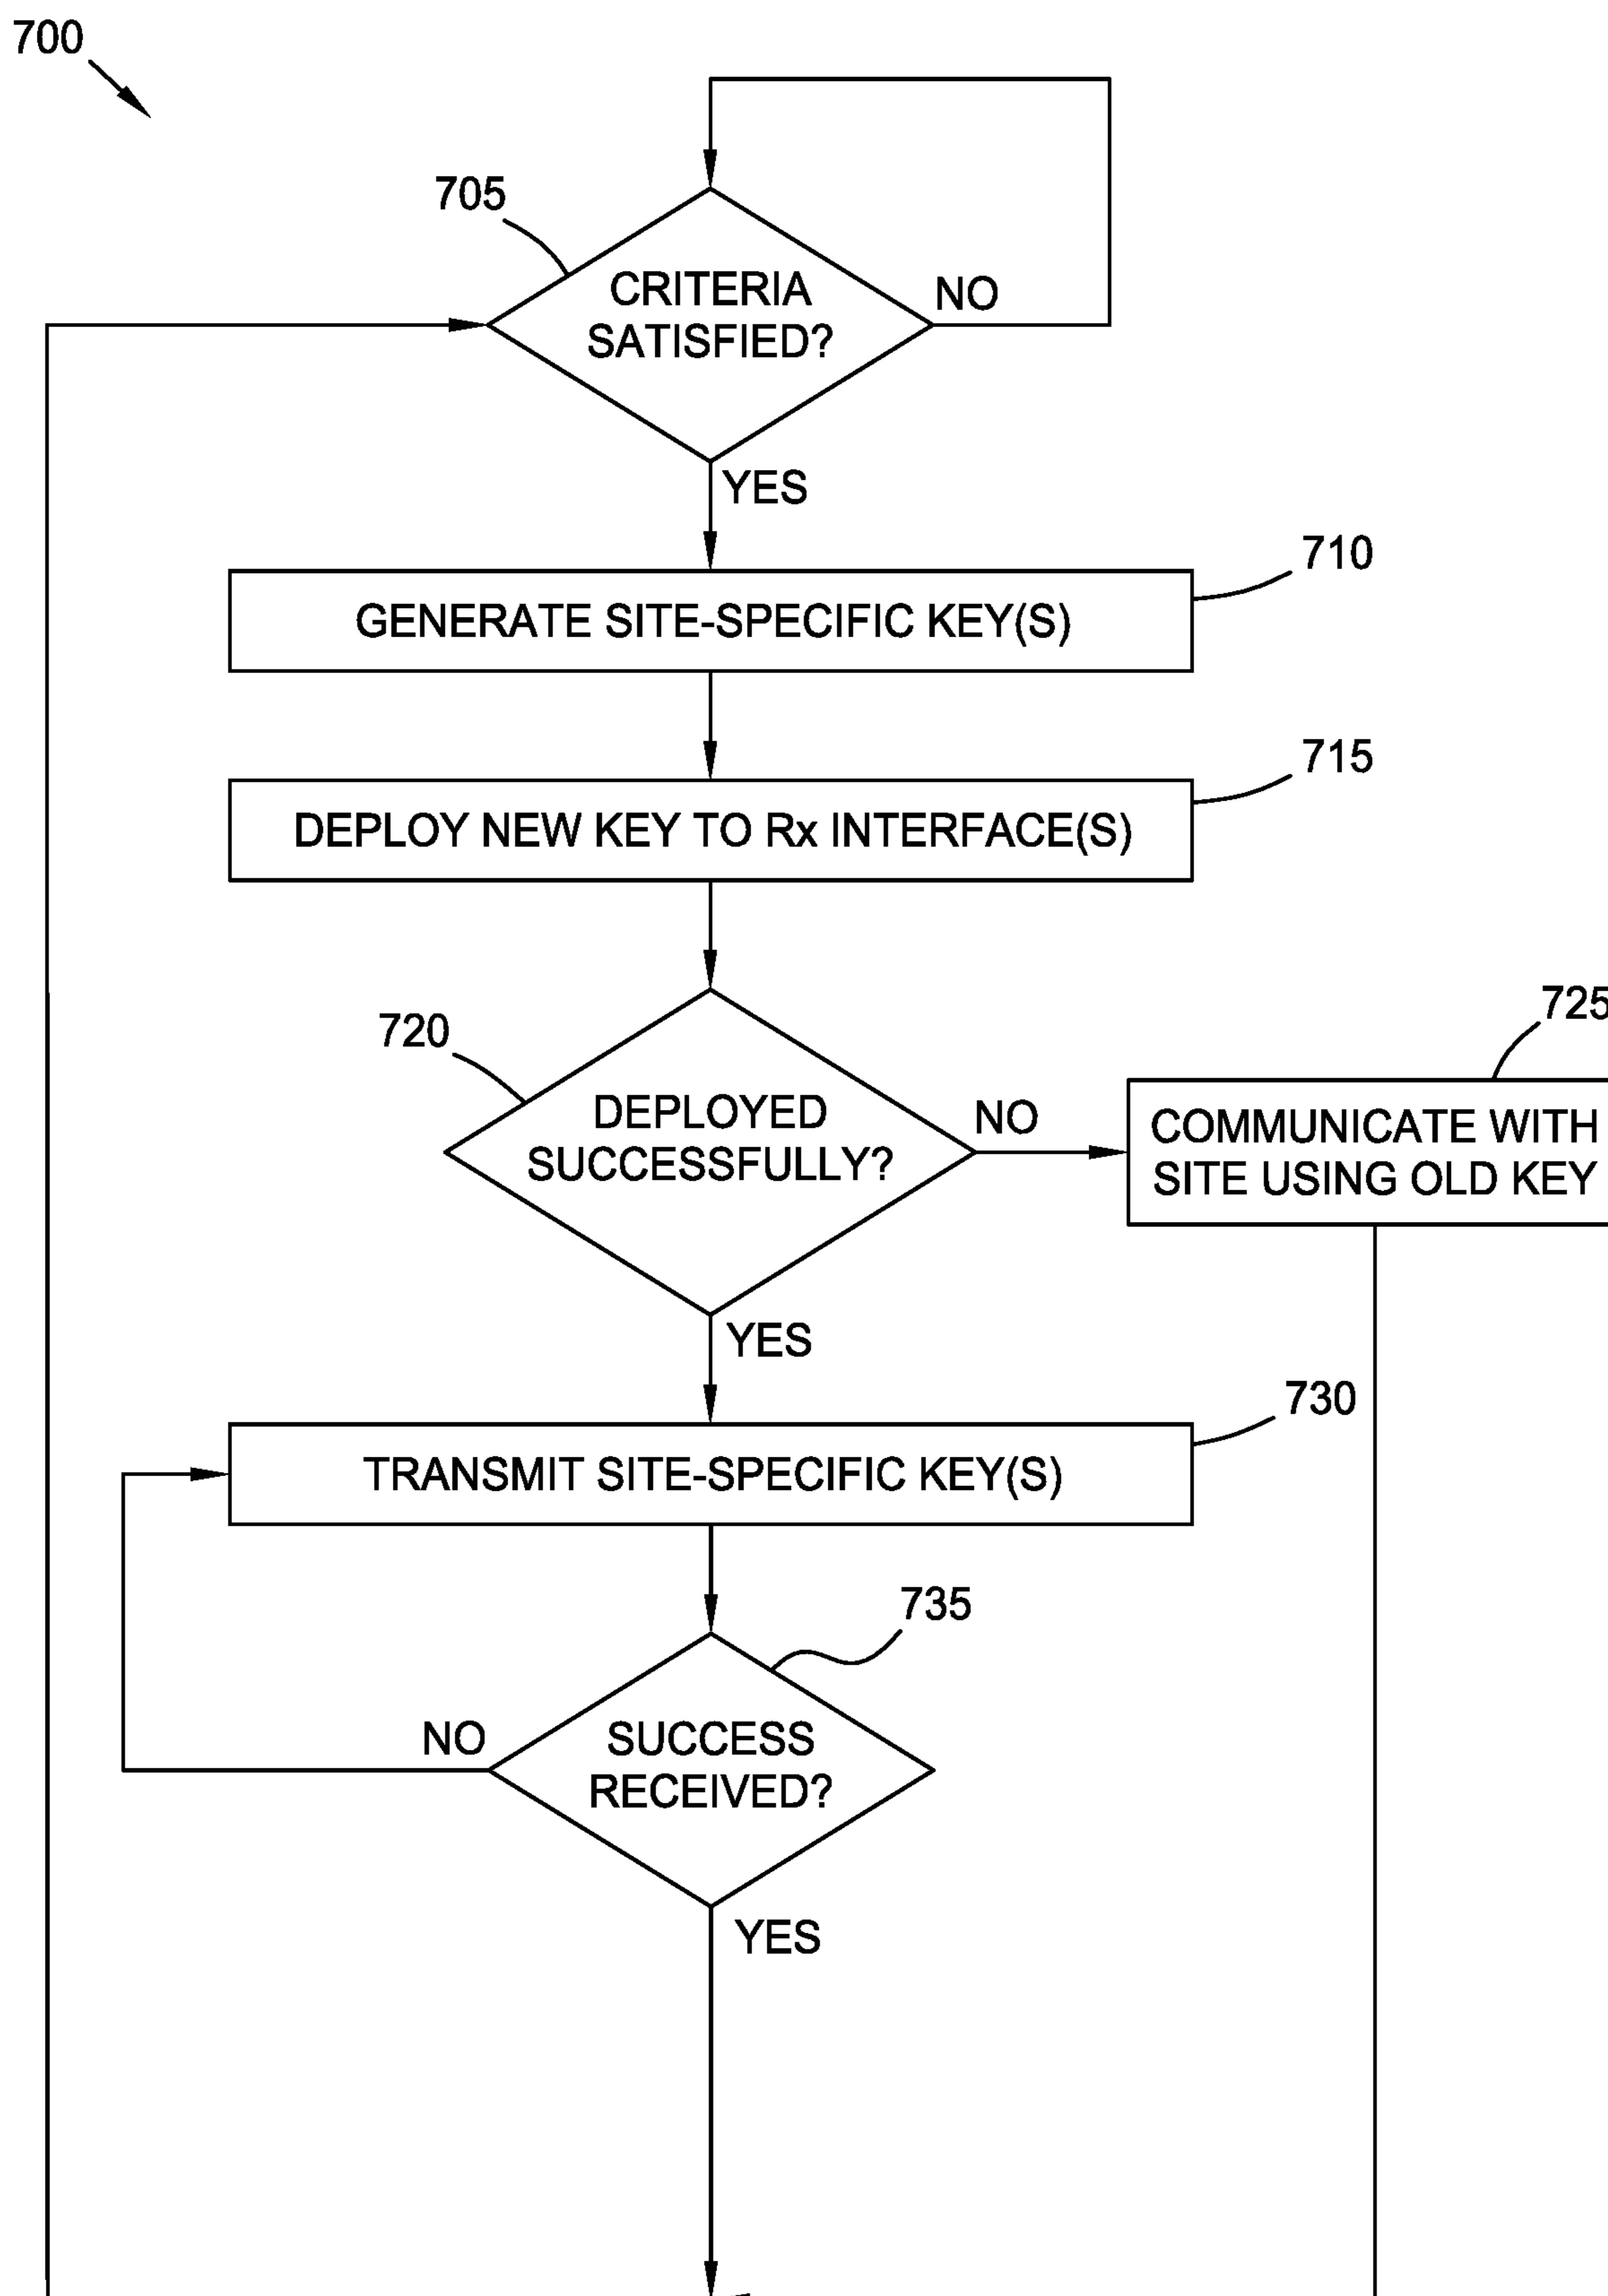 700
705
CRITERIA
SATISFIED?
NO
YES
710
GENERATE SITE-SPECIFIC KEY(S)
715
DEPLOY NEW KEY TO Rx INTERFACE(S)
720
DEPLOYED
SUCCESSFULLY?
NO
725
COMMUNICATE WITH
SITE USING OLD KEY
YES
730
TRANSMIT SITE-SPECIFIC KEY(S)
735
SUCCESS
RECEIVED?
NO
YES